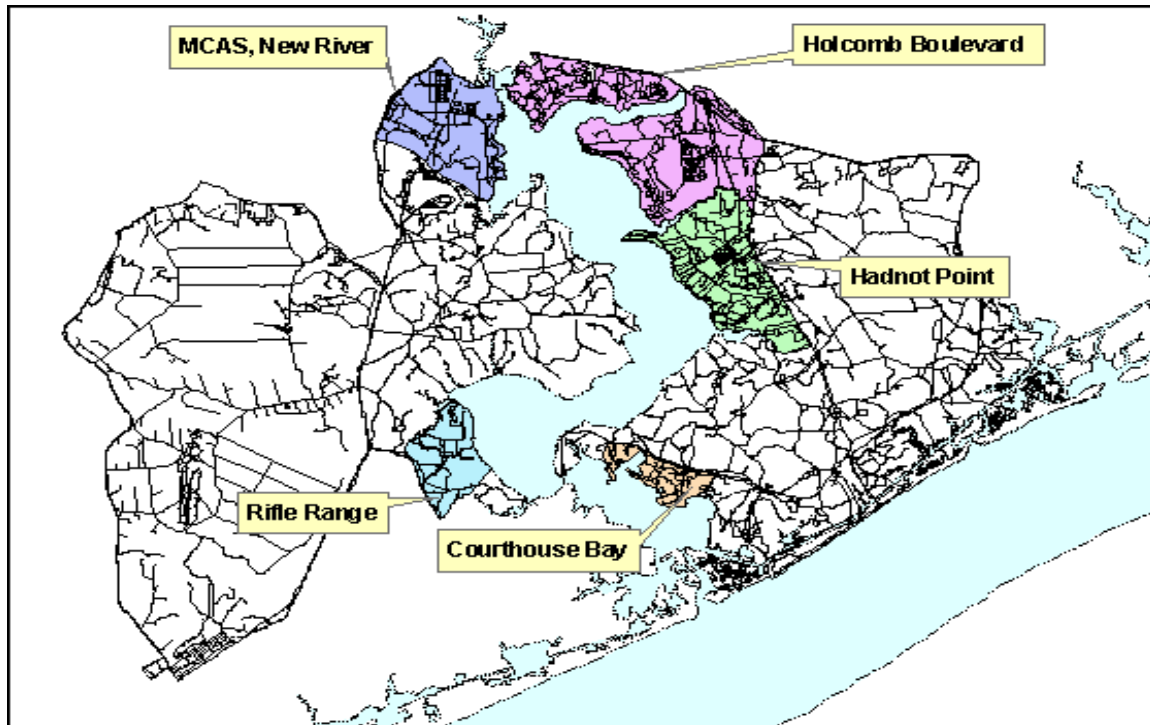 MCAS, New River
Holcomb Boulevard
Hadnot Point
Rifle Range
Courthouse Bay